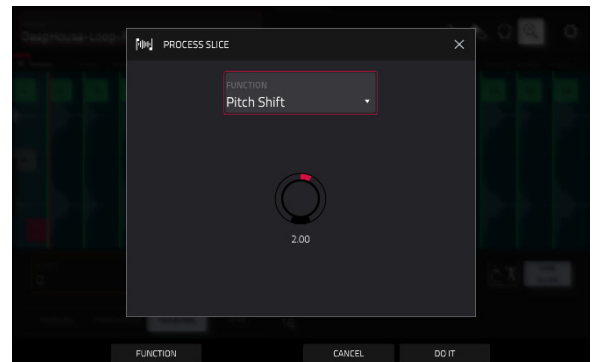 PROCESS SLICE
FUNCTION
Pitch Shift
2.00
FUNCTION
CANCEL
DO IT